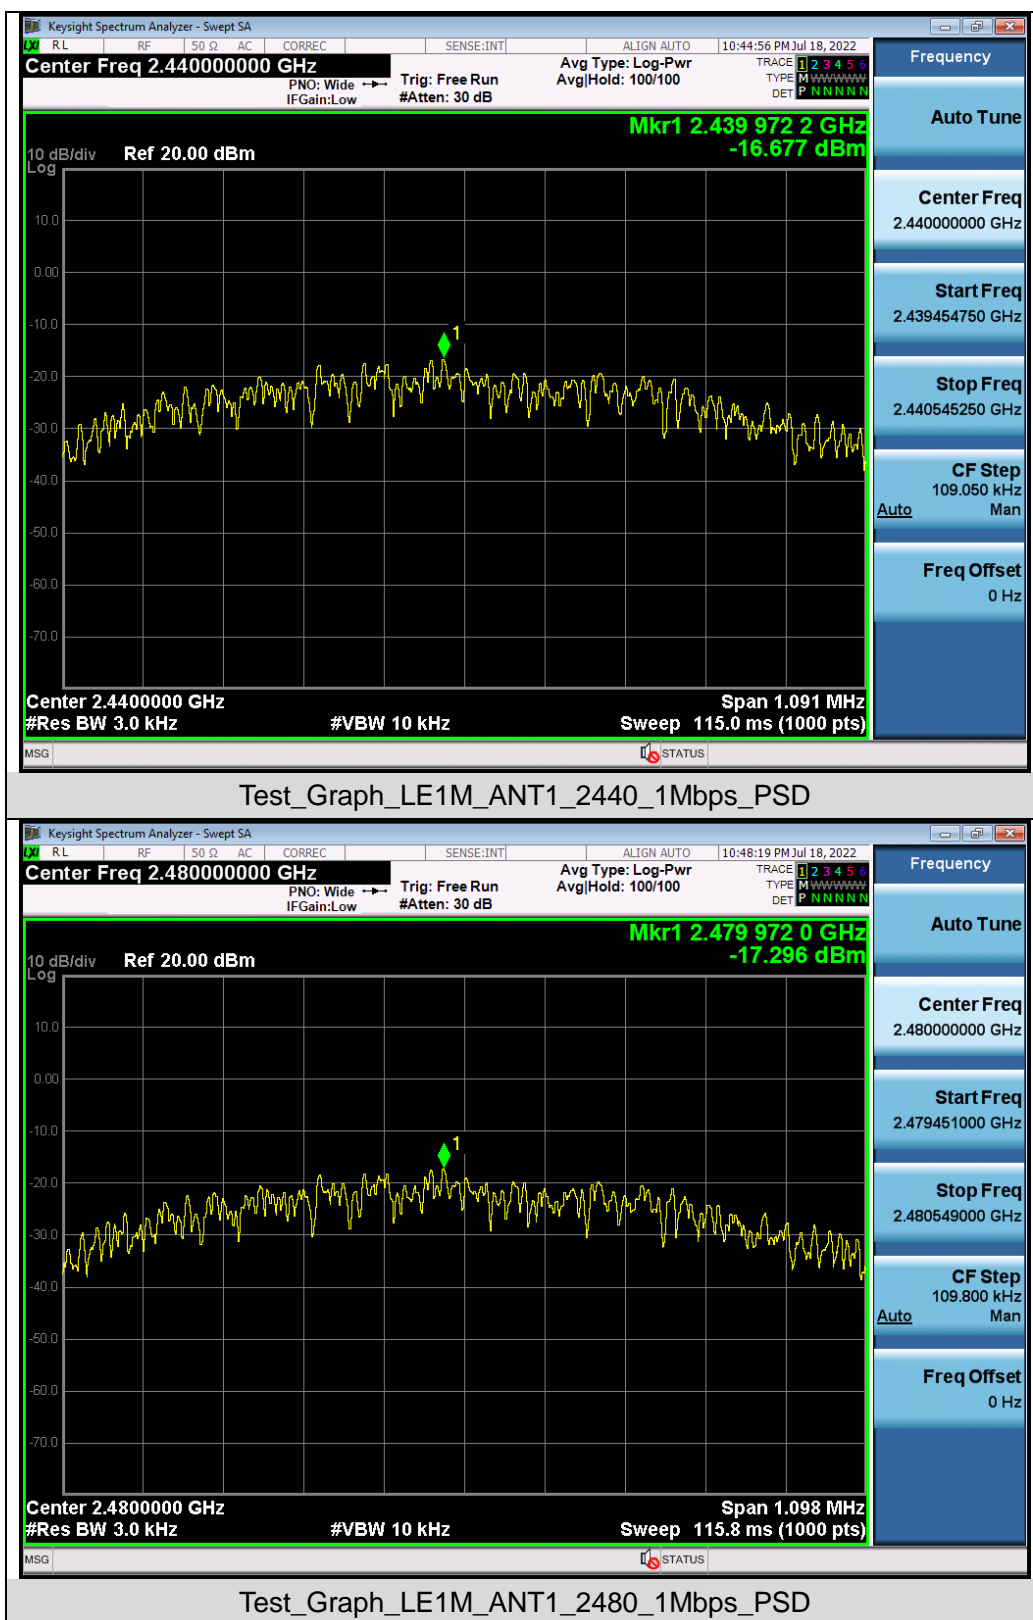 Keysight Spectrum Analyzer - Swept SA
LXI RL RF 50 Ω AC CORREC SENSE:INT ALIGN AUTO 10:44:56 PM Jul 18, 2022
Center Freq 2.440000000 GHz
PNO: Wide
IFGain:Low
Trig: Free Run
#Atten: 30 dB
Avg Type: Log-Pwr
Avg|Hold: 100/100
TRACE 1 2 3 4 5 6
TYPE M WWWWW
DET P N N N N N
Mkr1 2.439 972 2 GHz
-16.677 dBm
10 dB/div Ref 20.00 dBm
Log
10.0
0.00
-10.0
-20.0
-30.0
-40.0
-50.0
-60.0
-70.0
1
Center 2.4400000 GHz Span 1.091 MHz
#Res BW 3.0 kHz #VBW 10 kHz Sweep 115.0 ms (1000 pts)
MSG STATUS
Frequency
Auto Tune
Center Freq
2.440000000 GHz
Start Freq
2.439454750 GHz
Stop Freq
2.440545250 GHz
CF Step
109.050 kHz
Auto Man
Freq Offset
0 Hz
Test_Graph_LE1M_ANT1_2440_1Mbps_PSD
Keysight Spectrum Analyzer - Swept SA
LXI RL RF 50 Ω AC CORREC SENSE:INT ALIGN AUTO 10:48:19 PM Jul 18, 2022
Center Freq 2.480000000 GHz
PNO: Wide
IFGain:Low
Trig: Free Run
#Atten: 30 dB
Avg Type: Log-Pwr
Avg|Hold: 100/100
TRACE 1 2 3 4 5 6
TYPE M WWWWW
DET P N N N N N
Mkr1 2.479 972 0 GHz
-17.296 dBm
10 dB/div Ref 20.00 dBm
Log
10.0
0.00
-10.0
-20.0
-30.0
-40.0
-50.0
-60.0
-70.0
1
Center 2.4800000 GHz Span 1.098 MHz
#Res BW 3.0 kHz #VBW 10 kHz Sweep 115.8 ms (1000 pts)
MSG STATUS
Frequency
Auto Tune
Center Freq
2.480000000 GHz
Start Freq
2.479451000 GHz
Stop Freq
2.480549000 GHz
CF Step
109.800 kHz
Auto Man
Freq Offset
0 Hz
Test_Graph_LE1M_ANT1_2480_1Mbps_PSD